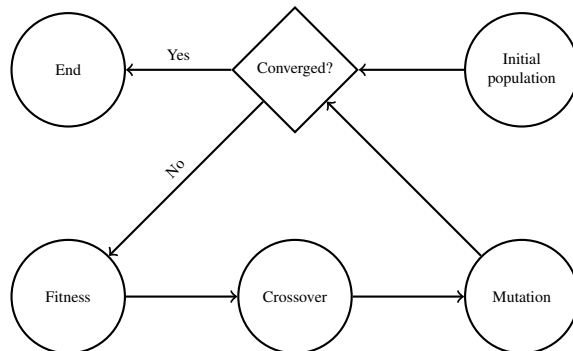 End
Yes
Converged?
Initial
population
No
Fitness
Crossover
Mutation